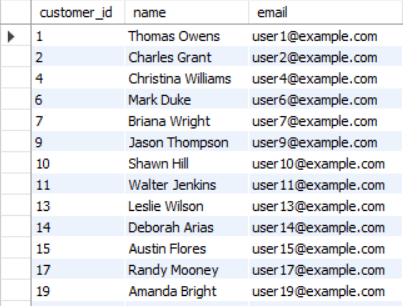 customer_id name email
1 Thomas Owens user1@example.com
2 Charles Grant user2@example.com
4 Christina Williams user4@example.com
6 Mark Duke user6@example.com
7 Briana Wright user7@example.com
9 Jason Thompson user9@example.com
10 Shawn Hill user10@example.com
11 Walter Jenkins user11@example.com
13 Leslie Wilson user13@example.com
14 Deborah Arias user14@example.com
15 Austin Flores user15@example.com
17 Randy Mooney user17@example.com
19 Amanda Bright user19@example.com